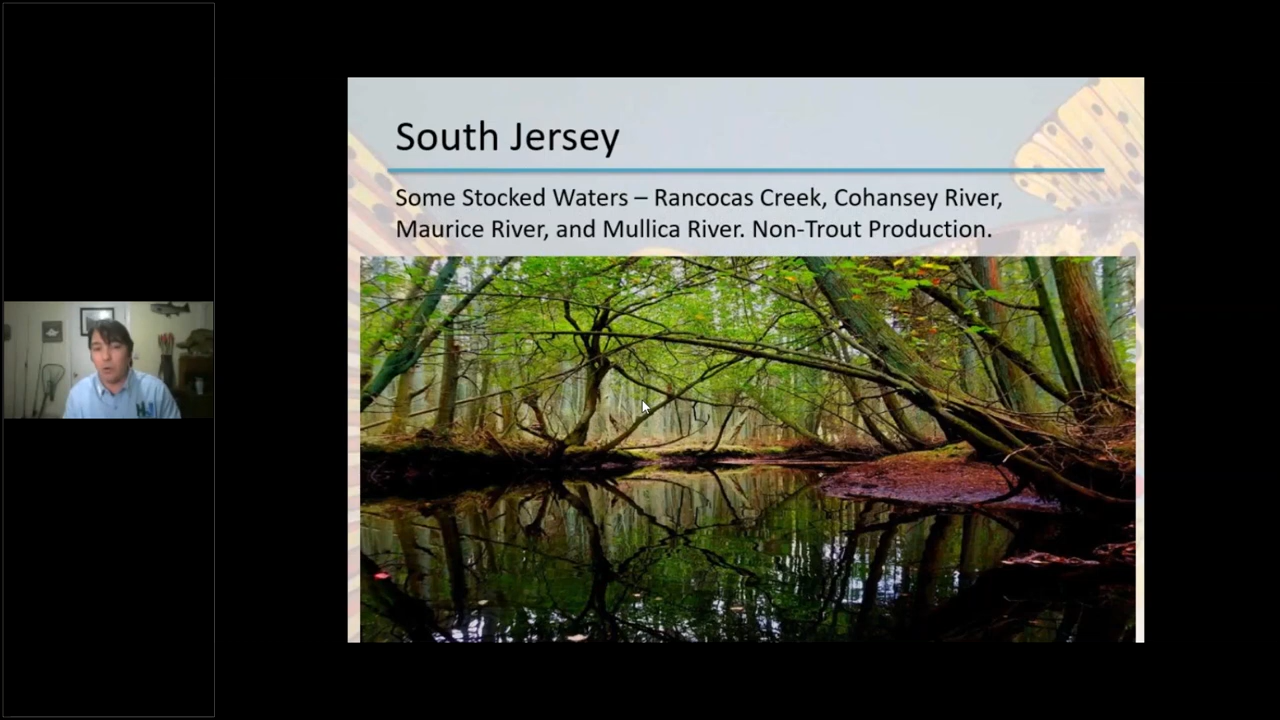 South Jersey
Some Stocked Waters – Rancocas Creek, Cohansey River,
Maurice River, and Mullica River. Non-Trout Production.